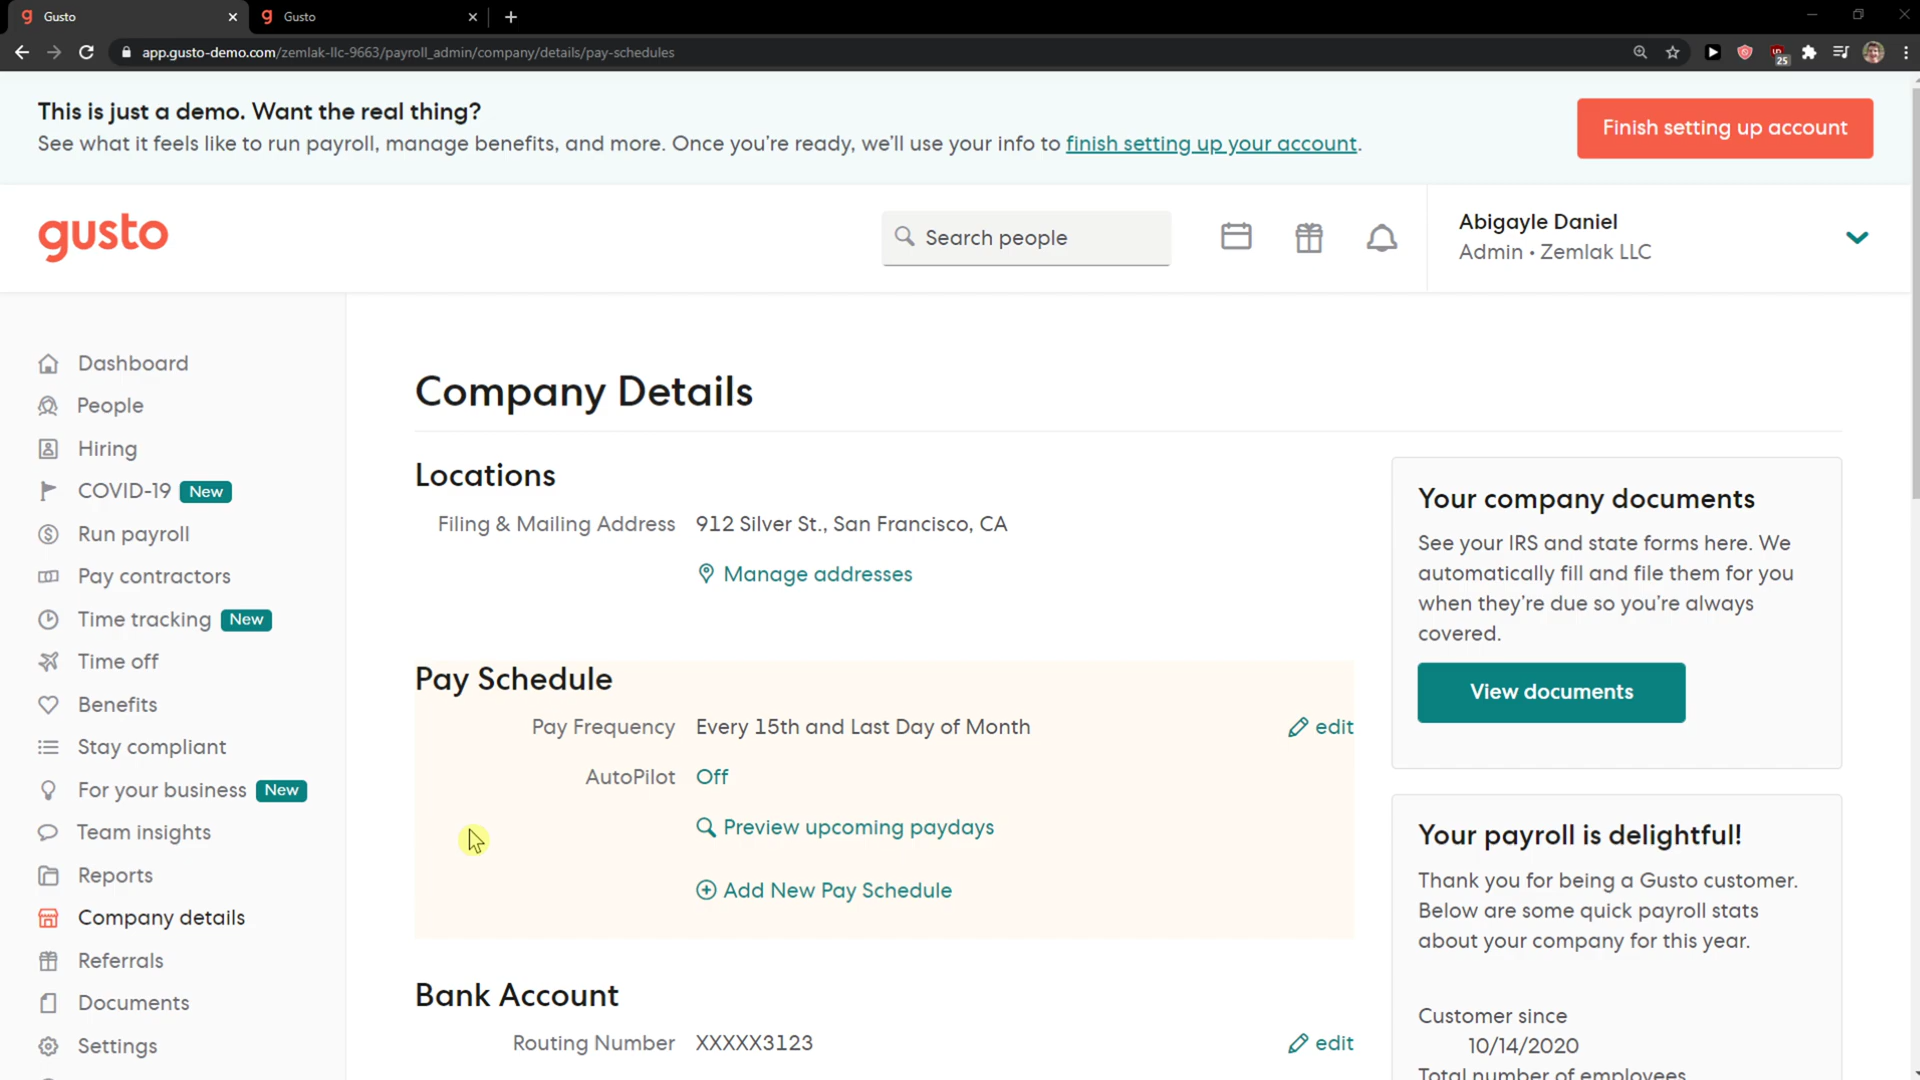 Gusto
Gusto
app.gusto-demo.com/zemlak-llc-9663/payroll_admin/company/details/pay-schedules
25
This is just a demo. Want the real thing?
See what it feels like to run payroll, manage benefits, and more. Once you're ready, we'll use your info to finish setting up your account.
Finish setting up account
gusto
Search people
Abigayle Daniel
Admin • Zemlak LLC
Dashboard
People
Hiring
COVID-19 New
Run payroll
Pay contractors
Time tracking New
Time off
Benefits
Stay compliant
For your business New
Team insights
Reports
Company details
Referrals
Documents
Settings
Company Details
Locations
Filing & Mailing Address 912 Silver St., San Francisco, CA
Manage addresses
Pay Schedule
Pay Frequency Every 15th and Last Day of Month edit
AutoPilot Off
Preview upcoming paydays
Add New Pay Schedule
Bank Account
Routing Number XXXXX3123 edit
Your company documents
See your IRS and state forms here. We
automatically fill and file them for you
when they're due so you're always
covered.
View documents
Your payroll is delightful!
Thank you for being a Gusto customer.
Below are some quick payroll stats
about your company for this year.
Customer since
10/14/2020
Total number of employees